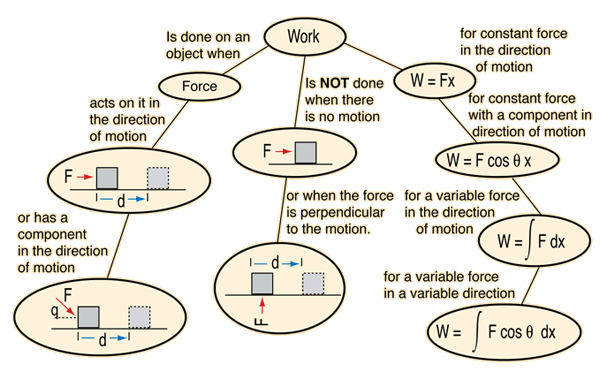 Work
Is done on an
object when
Force
acts on it in
the direction
of motion
F
d
or has a
component
in the direction
of motion
F
q
d
Is NOT done
when there
is no motion
F
or when the force
is perpendicular
to the motion.
d
F
for constant force
in the direction
of motion
W = Fx
for constant force
with a component in
direction of motion
W = F cos θ x
for a variable force
in the direction
of motion
W = ∫ F dx
for a variable force
in a variable direction
W = ∫ F cos θ dx